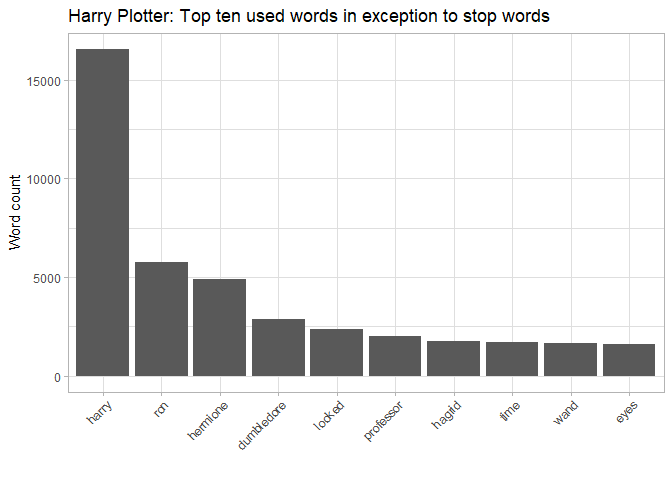 Harry Plotter: Top ten used words in exception to stop words
Word count
15000
10000
5000
0
harry
ron
hermione
dumbledore
looked
professor
hagrid
time
wand
eyes